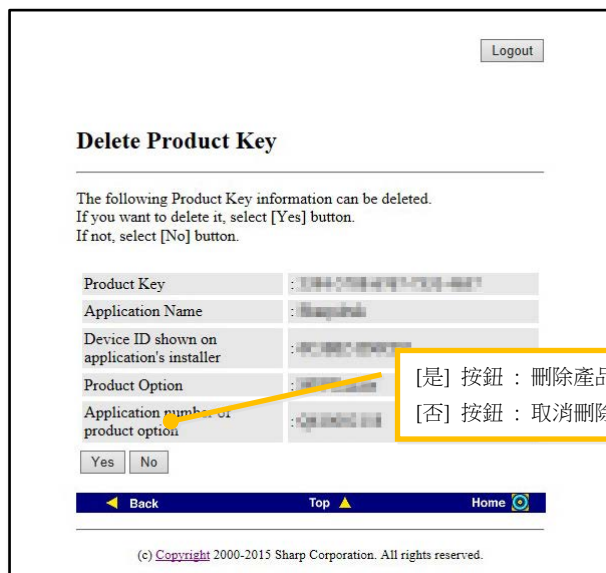 Logout
Delete Product Key
The following Product Key information can be deleted.
If you want to delete it, select [Yes] button.
If not, select [No] button.
Product Key :
Application Name :
Device ID shown on
application's installer :
Product Option :
Application number of
product option :
[是] 按鈕 : 刪除產品
[否] 按鈕 : 取消刪除
Yes No
Back Top Home
(c) Copyright 2000-2015 Sharp Corporation. All rights reserved.